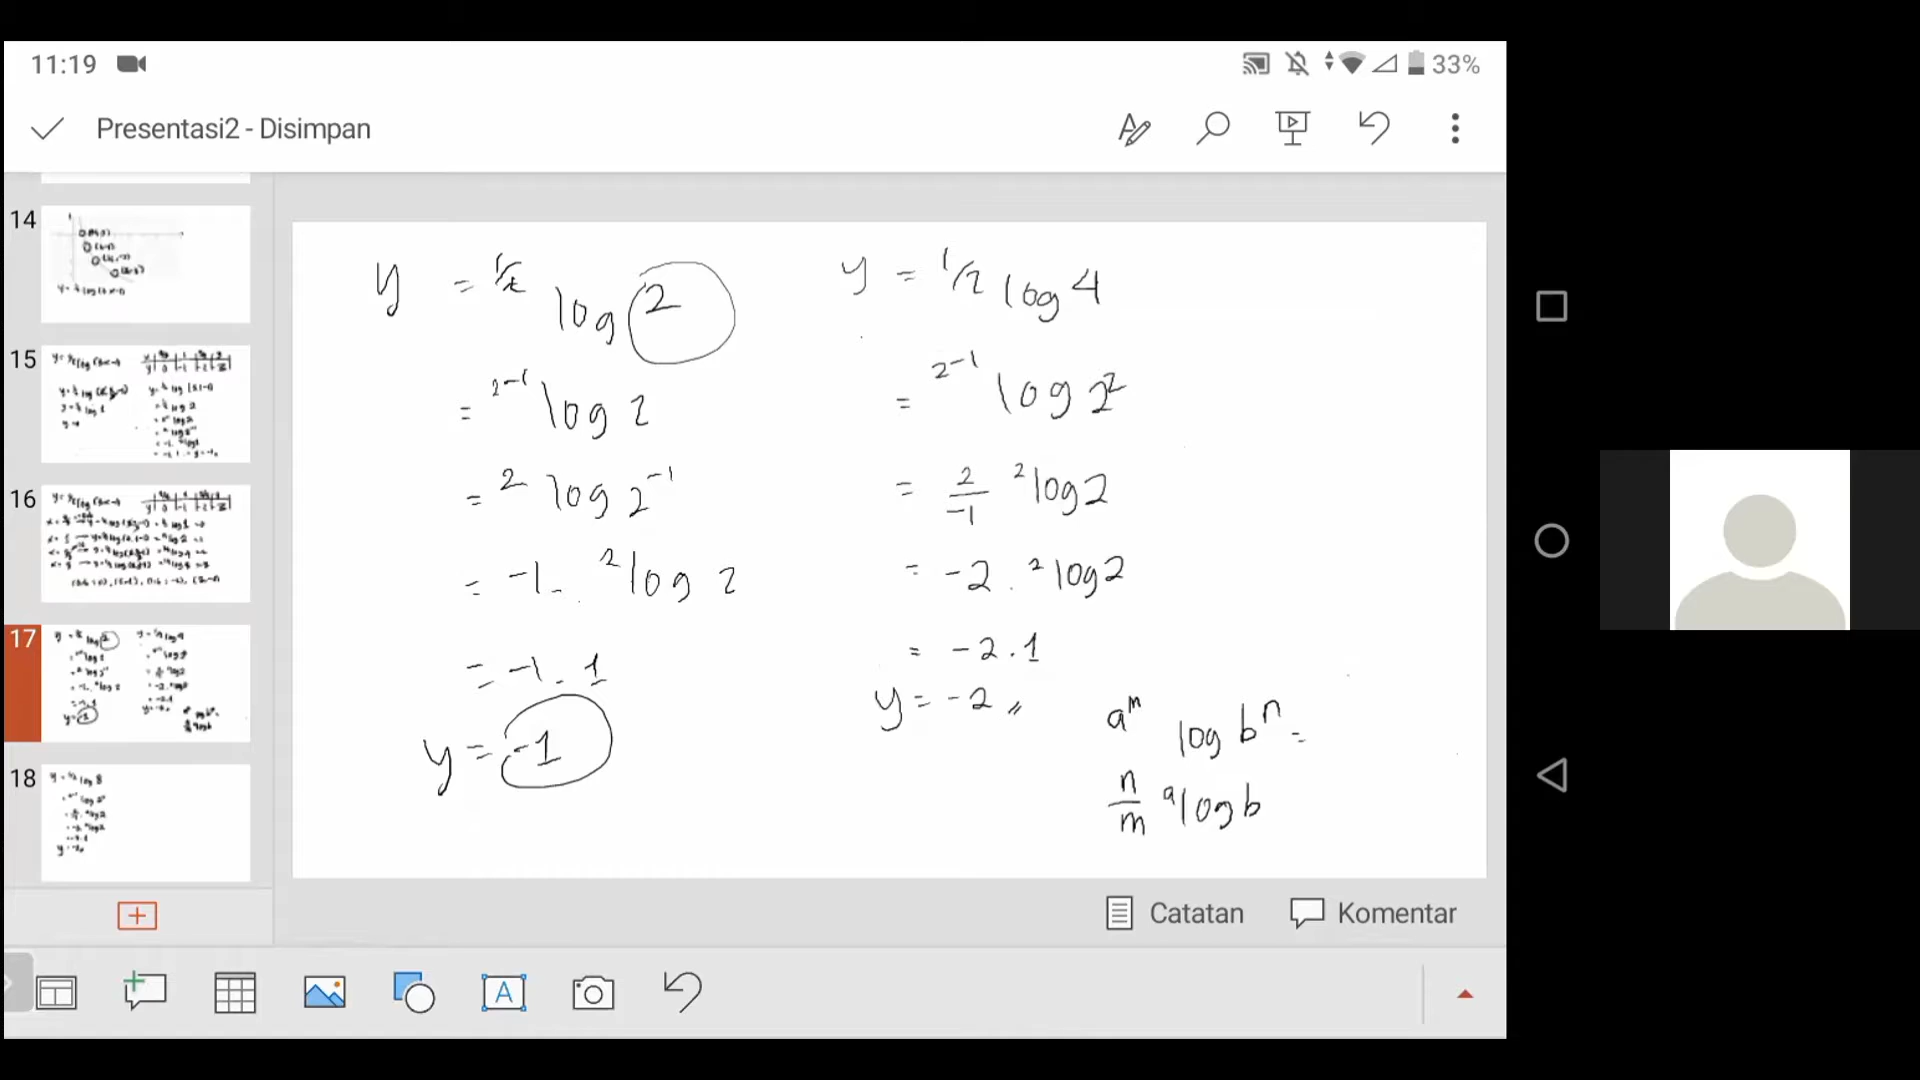 11:19
33%
Presentasi2 - Disimpan
14
15
16
17
18
y = ¹/² log 2
= ²⁻¹ log 2
= ² log 2⁻¹
= -1 . ² log 2
= -1 . 1
y = -1
y = ¹/² log 4
= ²⁻¹ log 2²
= 2/-1 ² log 2
= -2 . ² log 2
= -2 . 1
y = -2 //
aᵐ log bⁿ =
n/m ᵃ log b
Catatan
Komentar
A